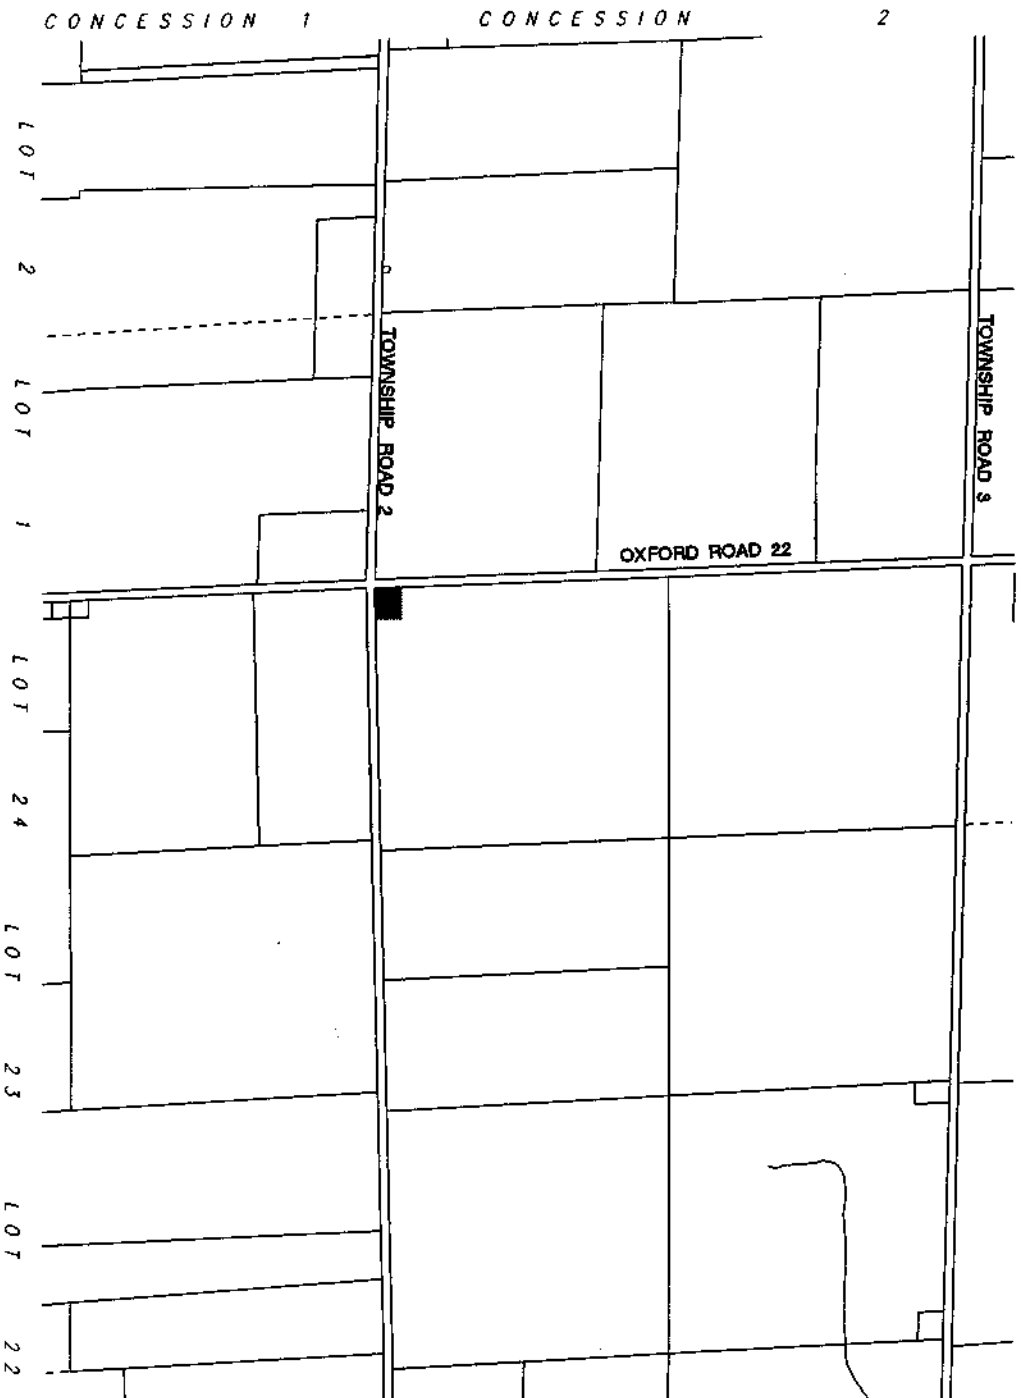 CONCESSION 1
CONCESSION 2
LOT 2
LOT 1
LOT 24
LOT 23
LOT 22
TOWNSHIP ROAD 2
TOWNSHIP ROAD 3
OXFORD ROAD 22